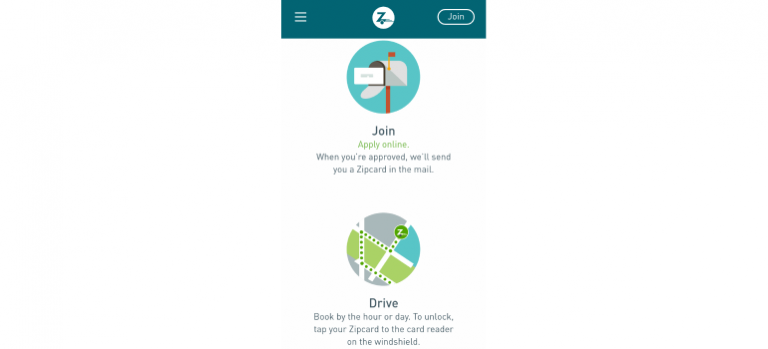 Join
Join
Apply online.
When you're approved, we'll send
you a Zipcard in the mail.
Drive
Book by the hour or day. To unlock,
tap your Zipcard to the card reader
on the windshield.